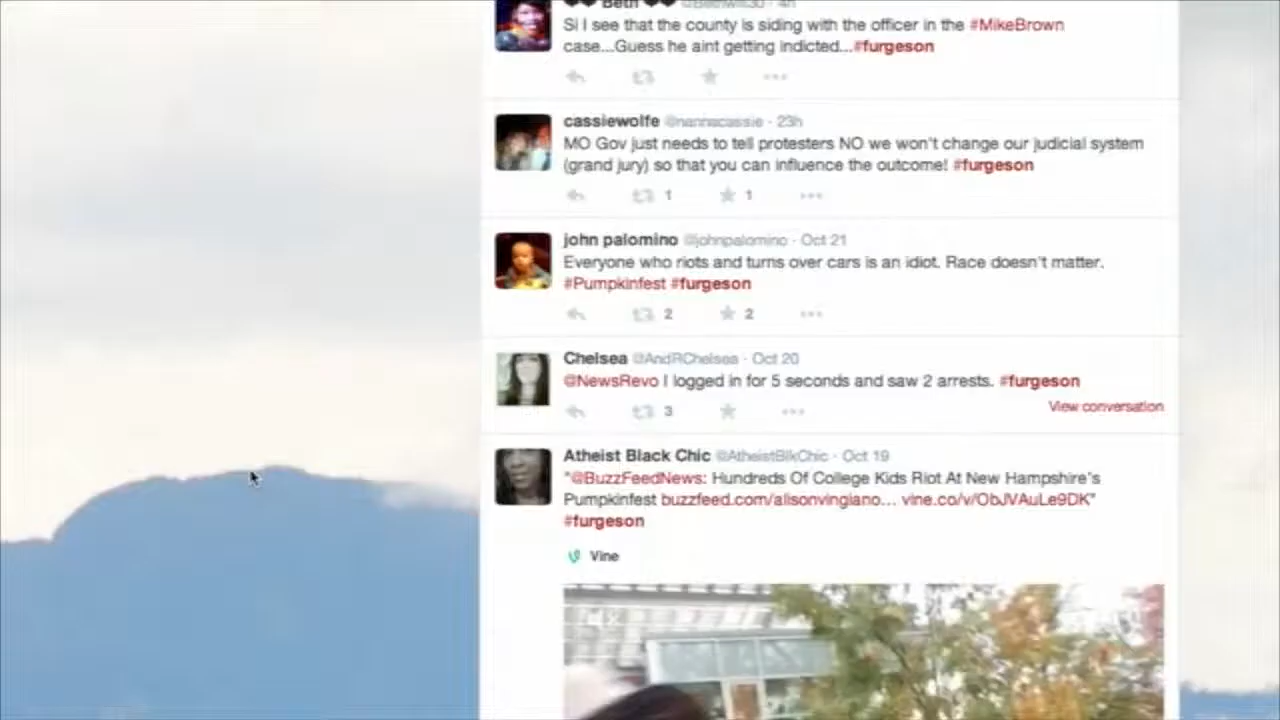 Beth
SI I see that the county is siding with the officer in the #MikeBrown
case...Guess he aint getting indicted...#furgeson
cassiewolfe @nannacassie · 23h
MO Gov just needs to tell protesters NO we won't change our judicial system
(grand jury) so that you can influence the outcome! #furgeson
1 1
john palomino @johnpalomino · Oct 21
Everyone who riots and turns over cars is an idiot. Race doesn't matter.
#Pumpkinfest #furgeson
2 2
Chelsea @AndRChelsea · Oct 20
@NewsRevo I logged in for 5 seconds and saw 2 arrests. #furgeson
3
View conversation
Atheist Black Chic @AtheistBlkChic · Oct 19
"@BuzzFeedNews: Hundreds Of College Kids Riot At New Hampshire's
Pumpkinfest buzzfeed.com/alisonvingiano... vine.co/v/ObJVAuLe9DK"
#furgeson
Vine